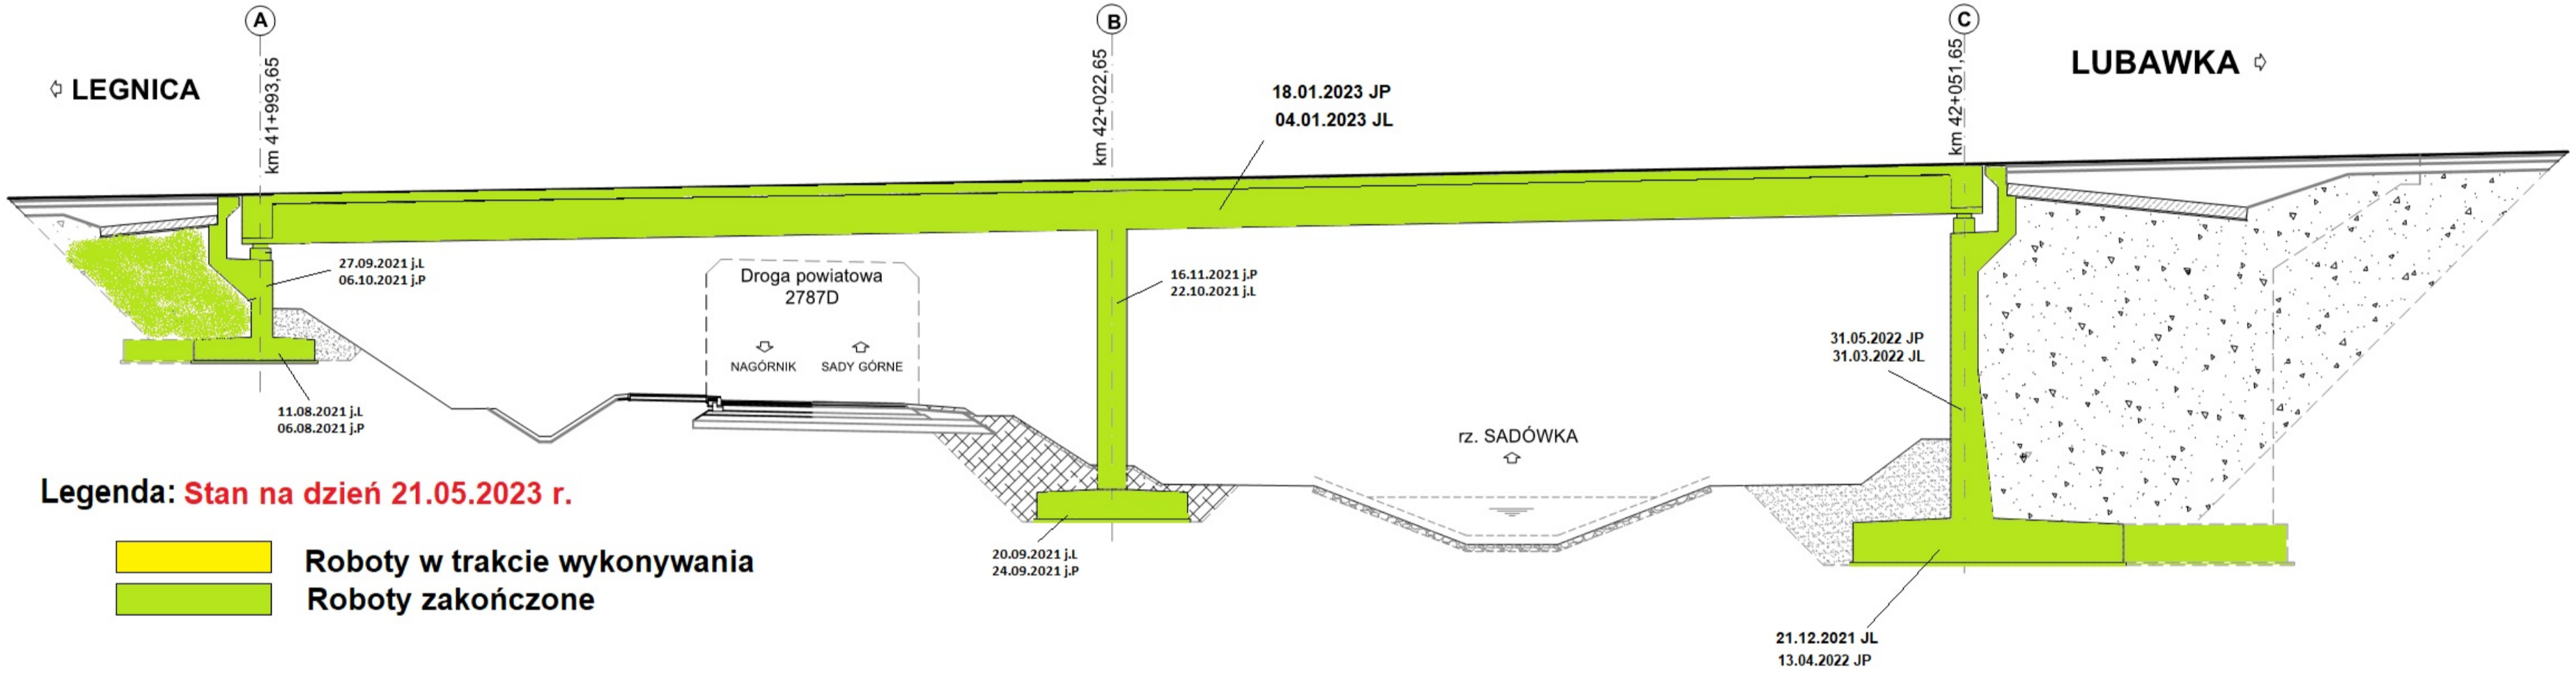 A
B
C
LEGNICA
km 41+993,65
km 42+022,65
km 42+051,65
LUBAWKA
18.01.2023 JP
04.01.2023 JL
27.09.2021 j.L
06.10.2021 j.P
Droga powiatowa
2787D
NAGÓRNIK SADY GÓRNE
16.11.2021 j.P
22.10.2021 j.L
31.05.2022 JP
31.03.2022 JL
11.08.2021 j.L
06.08.2021 j.P
rz. SADÓWKA
20.09.2021 j.L
24.09.2021 j.P
21.12.2021 JL
13.04.2022 JP
Legenda: Stan na dzień 21.05.2023 r.
Roboty w trakcie wykonywania
Roboty zakończone